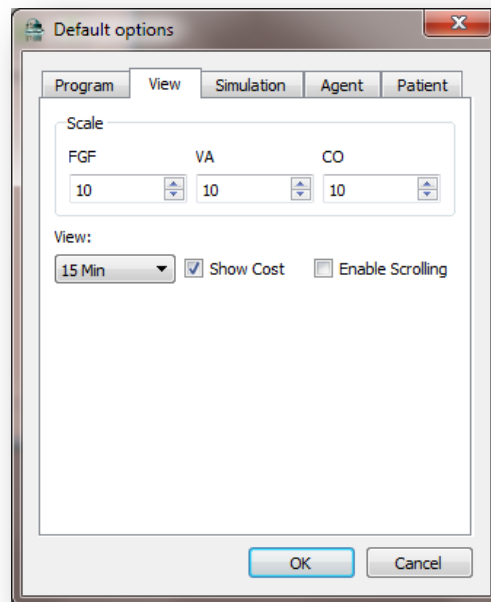 Default options
Program View Simulation Agent Patient
Scale
FGF VA CO
10 10 10
View:
15 Min Show Cost Enable Scrolling
OK Cancel